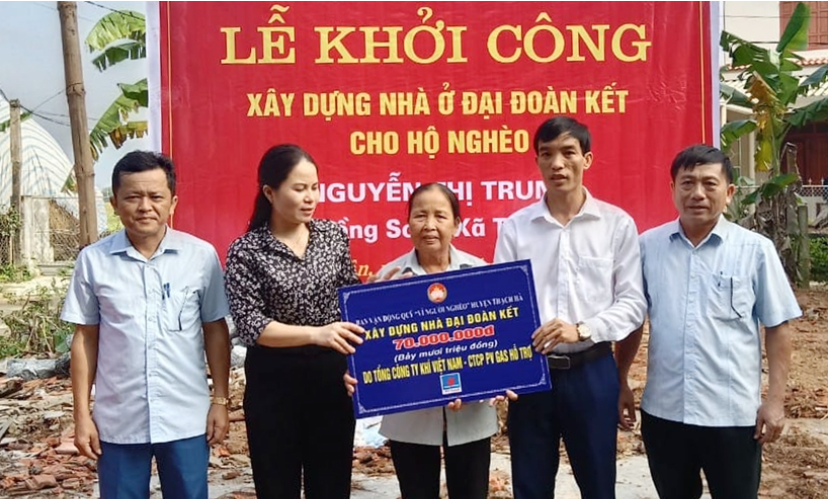 LỄ KHỞI CÔNG
XÂY DỰNG NHÀ Ở ĐẠI ĐOÀN KẾT
CHO HỘ NGHÈO
NGUYỄN THỊ TRUN
Xã T
BAN VẬN ĐỘNG QUỸ "VÌ NGƯỜI NGHÈO" HUYỆN THẠCH HÀ
XÂY DỰNG NHÀ ĐẠI ĐOÀN KẾT
70.000.000đ
(Bảy mươi triệu đồng)
DO TỔNG CÔNG TY KHÍ VIỆT NAM - CTCP PV GAS HỖ TRỢ